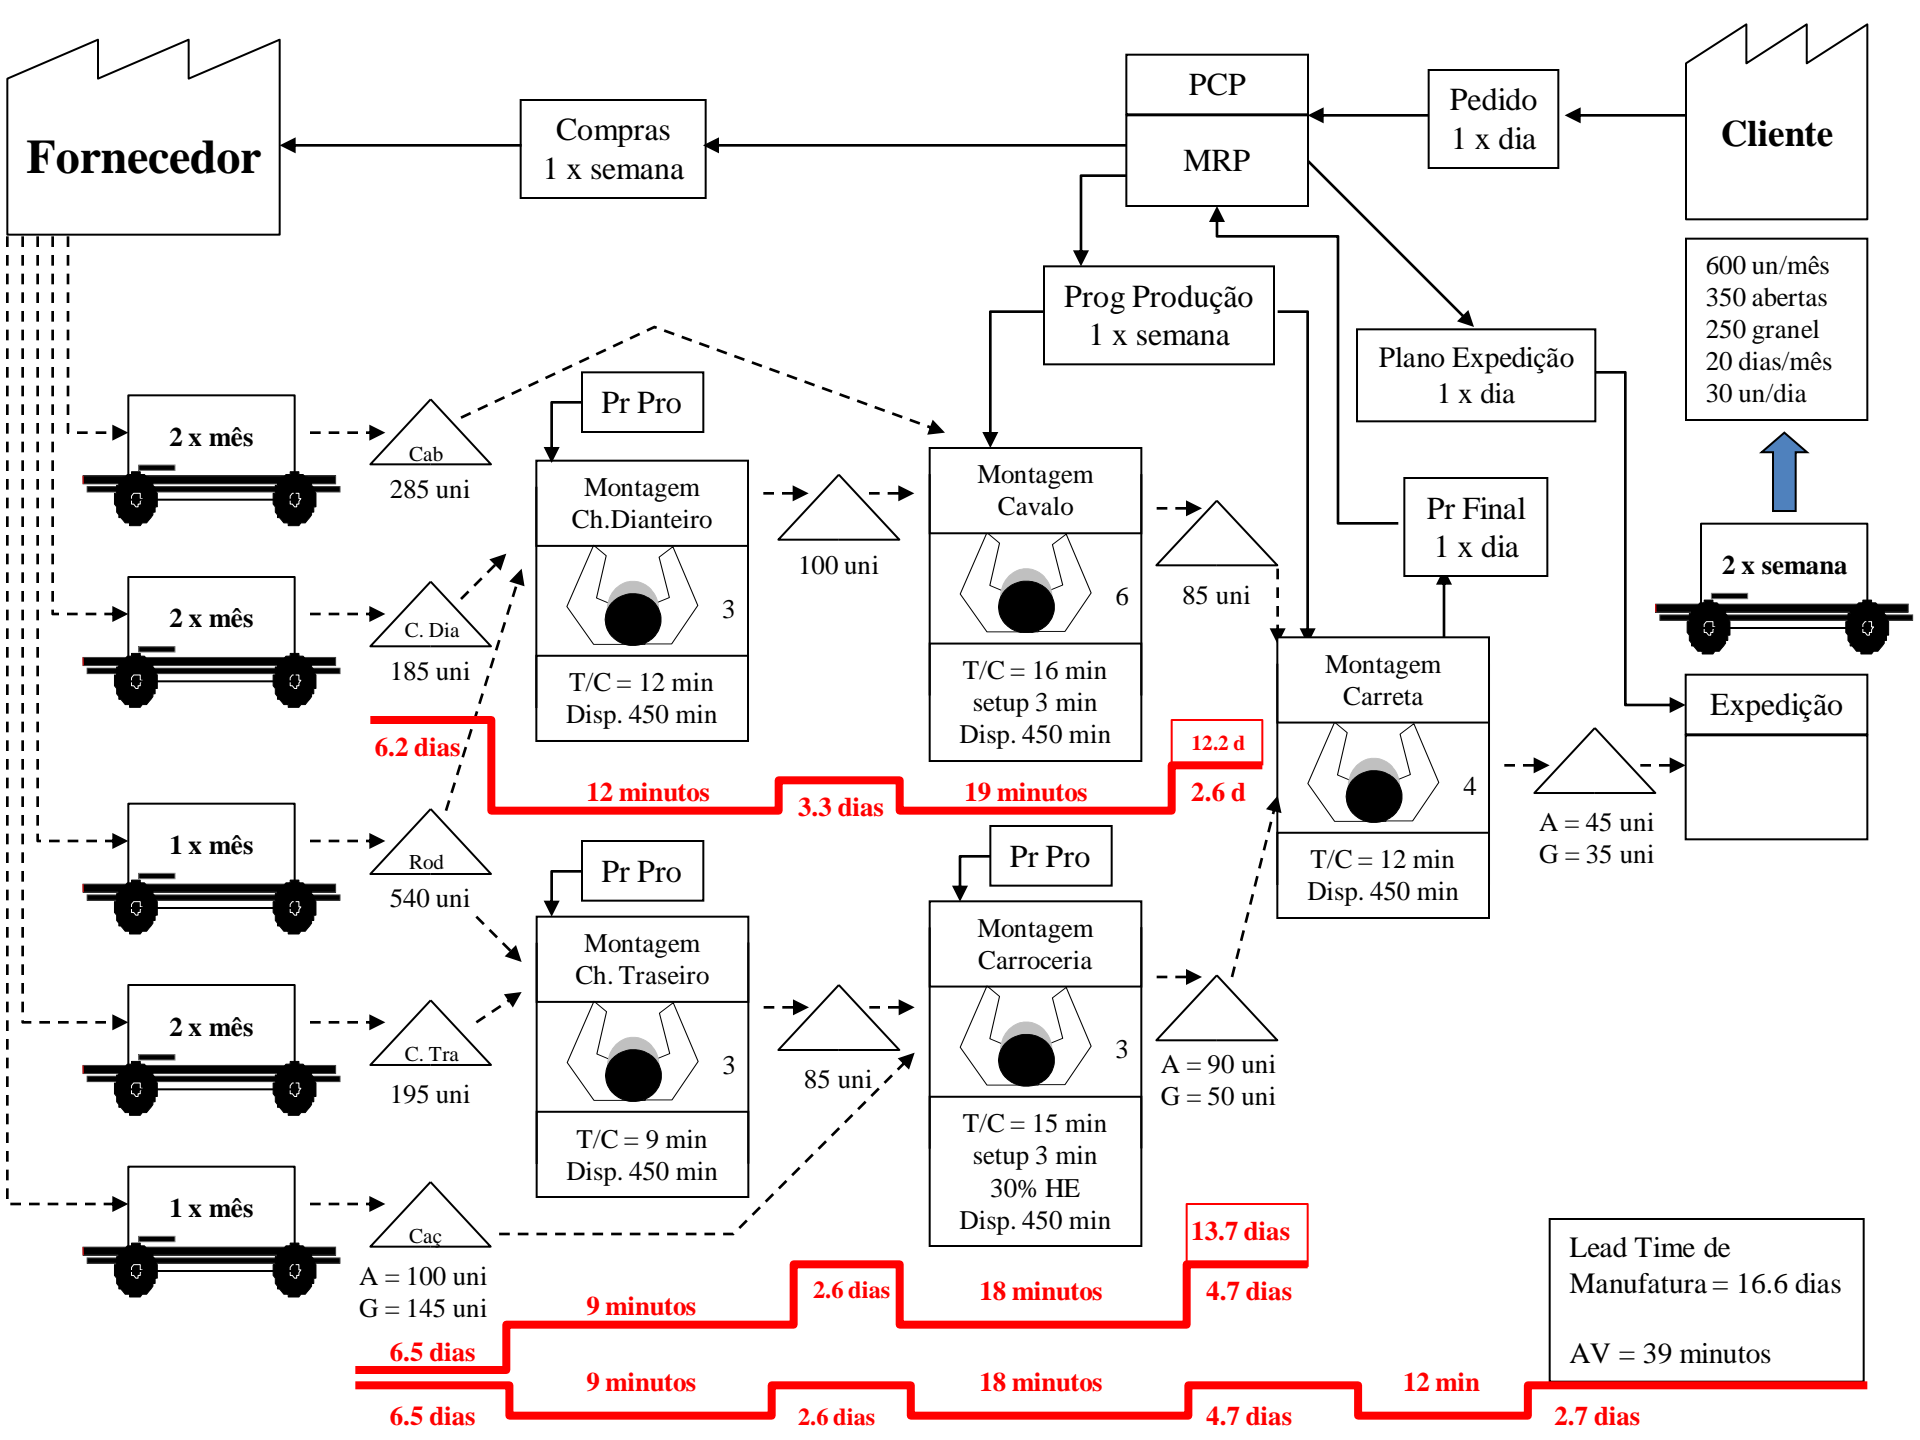 Fornecedor
Compras
1 x semana
PCP
MRP
Pedido
1 x dia
Cliente
600 un/mês
350 abertas
250 granel
20 dias/mês
30 un/dia
Prog Produção
1 x semana
Plano Expedição
1 x dia
Pr Final
1 x dia
2 x semana
Expedição
2 x mês
Cab
285 uni
Pr Pro
Montagem
Ch.Dianteiro
3
T/C = 12 min
Disp. 450 min
100 uni
Montagem
Cavalo
6
T/C = 16 min
setup 3 min
Disp. 450 min
85 uni
2 x mês
C. Dia
185 uni
Montagem
Carreta
4
T/C = 12 min
Disp. 450 min
A = 45 uni
G = 35 uni
6.2 dias
12 minutos
3.3 dias
19 minutos
12.2 d
2.6 d
1 x mês
Rod
540 uni
Pr Pro
Montagem
Ch. Traseiro
3
T/C = 9 min
Disp. 450 min
85 uni
Pr Pro
Montagem
Carroceria
3
T/C = 15 min
setup 3 min
30% HE
Disp. 450 min
A = 90 uni
G = 50 uni
2 x mês
C. Tra
195 uni
1 x mês
Caç
A = 100 uni
G = 145 uni
6.5 dias
9 minutos
2.6 dias
18 minutos
13.7 dias
4.7 dias
6.5 dias
9 minutos
2.6 dias
18 minutos
4.7 dias
12 min
2.7 dias
Lead Time de
Manufatura = 16.6 dias
AV = 39 minutos